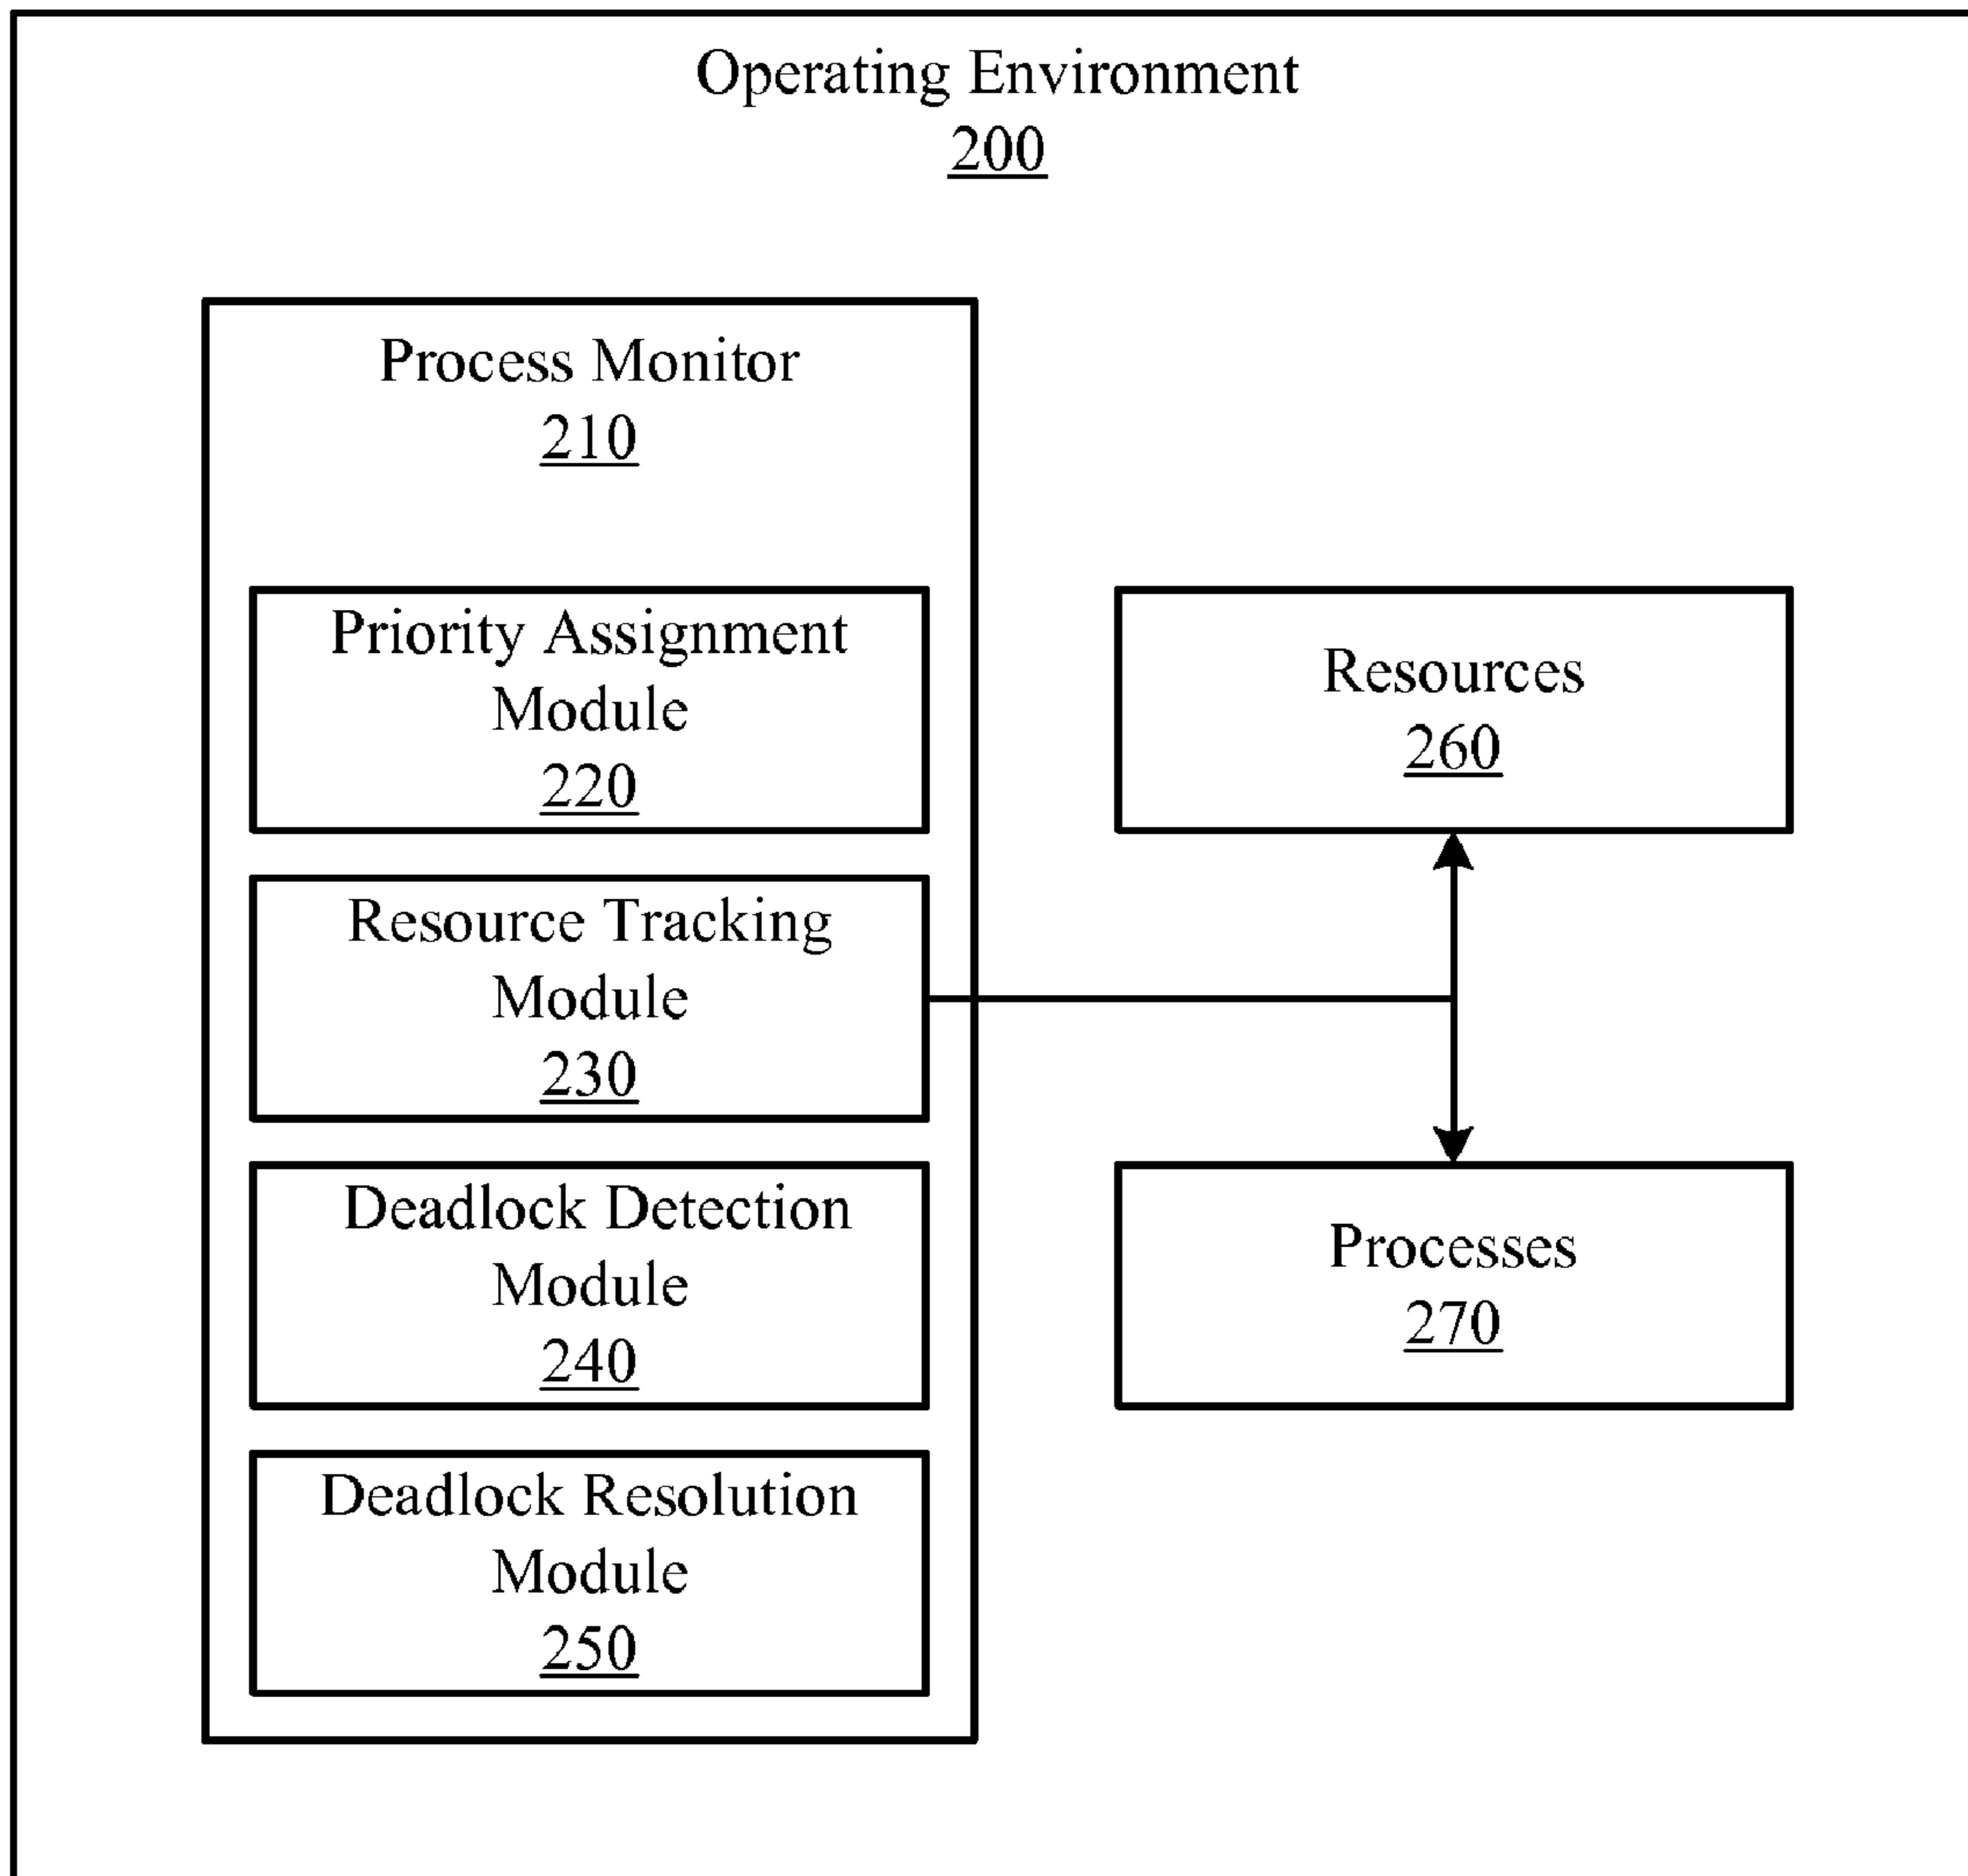 Operating Environment
200
Process Monitor
210
Priority Assignment
Module
220
Resource Tracking
Module
230
Deadlock Detection
Module
240
Deadlock Resolution
Module
250
Resources
260
Processes
270